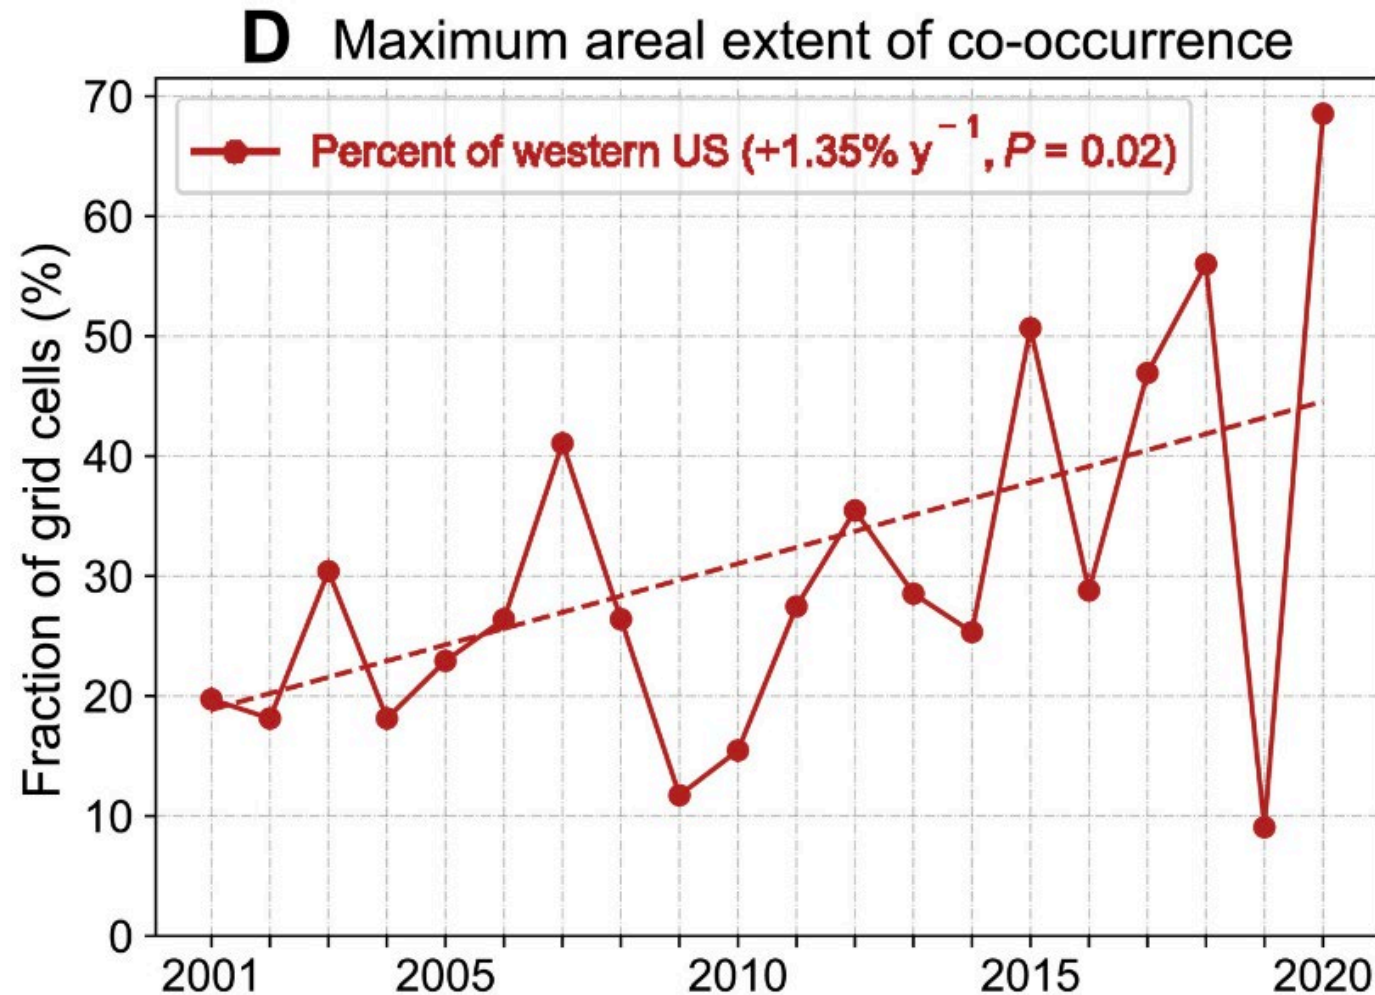 D Maximum areal extent of co-occurrence
Percent of western US (+1.35% y⁻¹, P = 0.02)
Fraction of grid cells (%)
70
60
50
40
30
20
10
0
2001 2005 2010 2015 2020